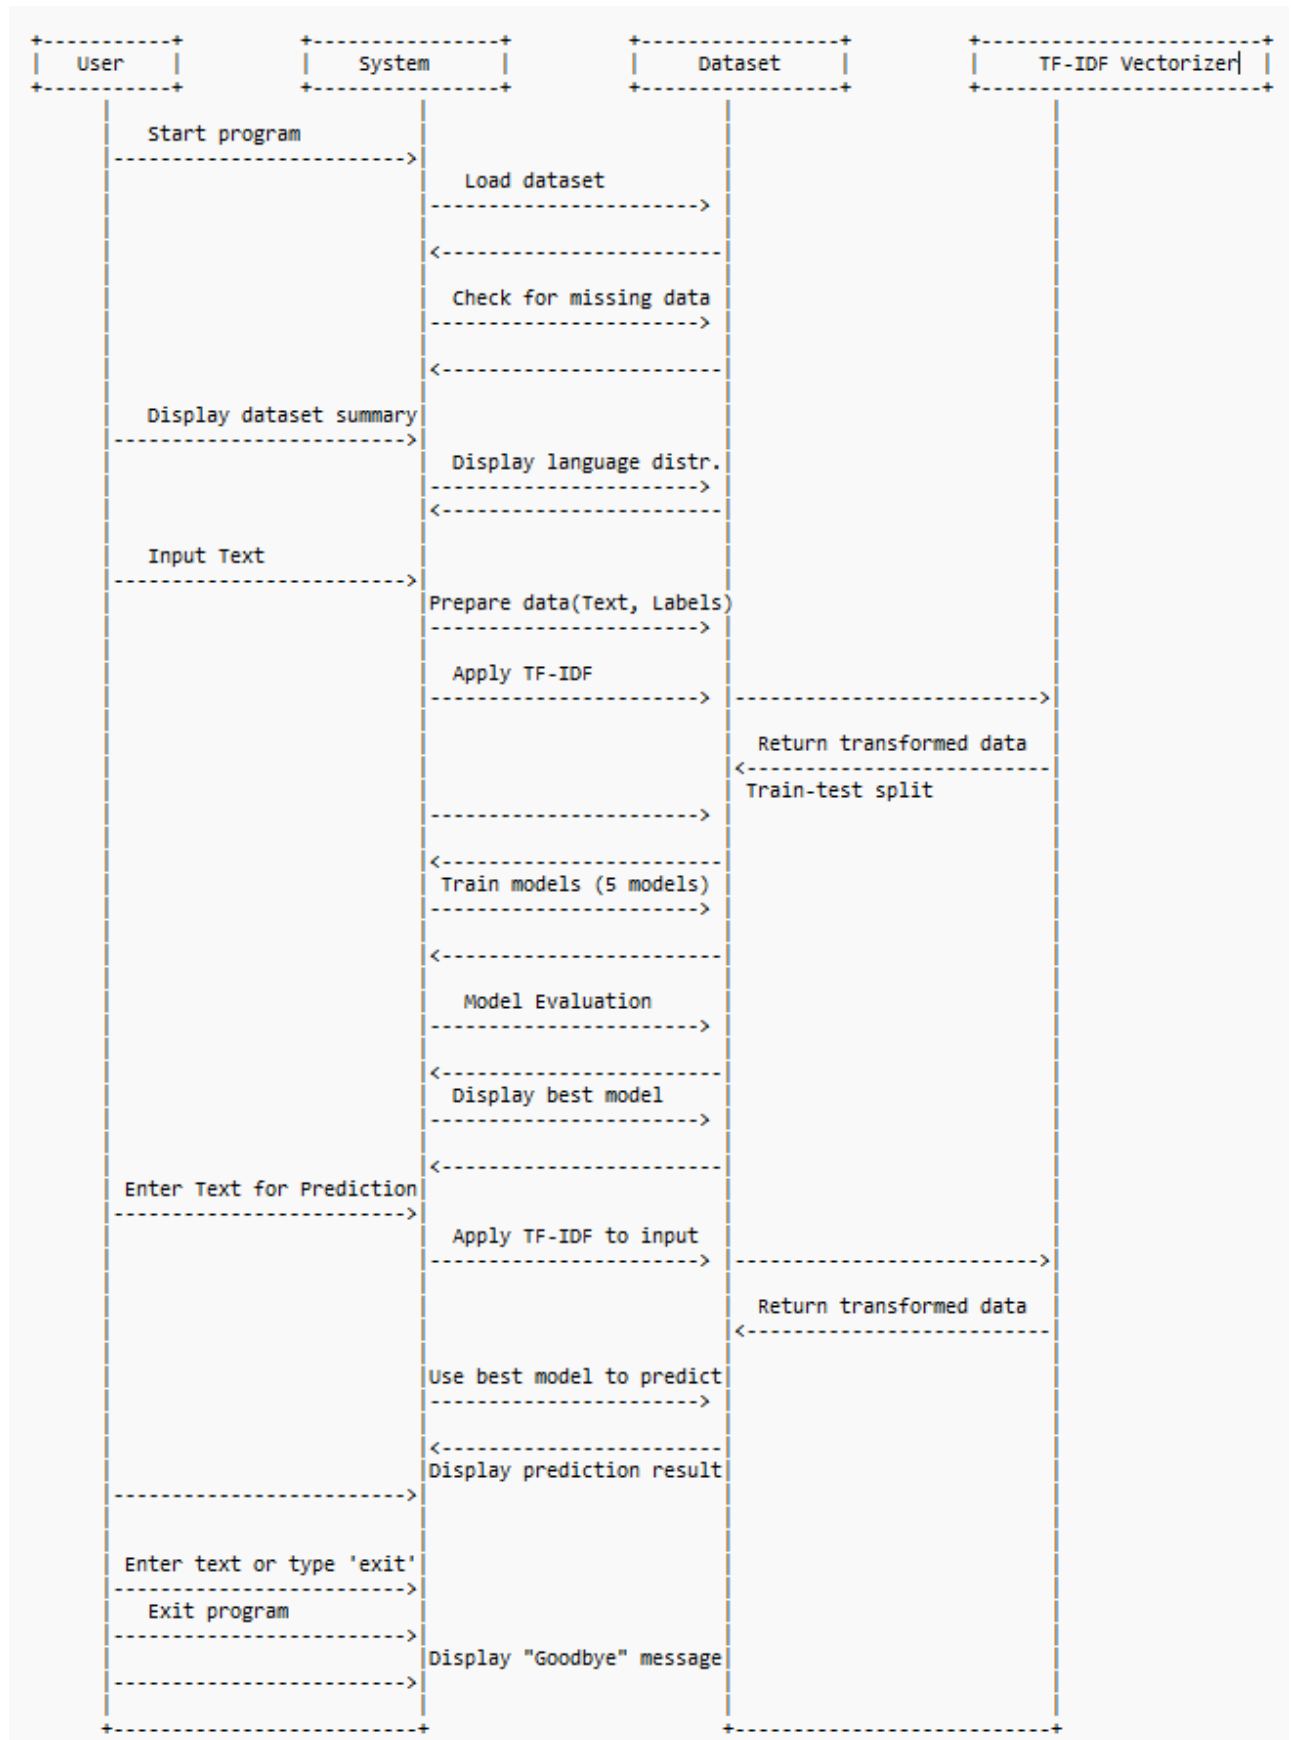 User System Dataset TF-IDF Vectorizer
Start program
Load dataset
Check for missing data
Display dataset summary
Display language distr.
Input Text
Prepare data(Text, Labels)
Apply TF-IDF
Return transformed data
Train-test split
Train models (5 models)
Model Evaluation
Display best model
Enter Text for Prediction
Apply TF-IDF to input
Return transformed data
Use best model to predict
Display prediction result
Enter text or type 'exit'
Exit program
Display "Goodbye" message